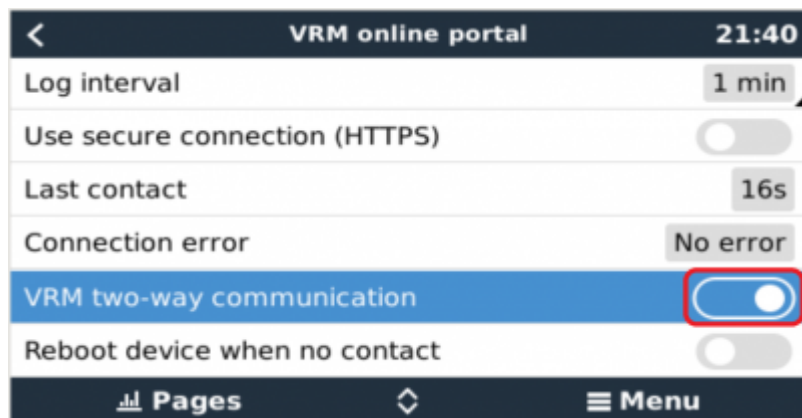 VRM online portal 21:40
Log interval 1 min
Use secure connection (HTTPS)
Last contact 16s
Connection error No error
VRM two-way communication
Reboot device when no contact
Pages Menu